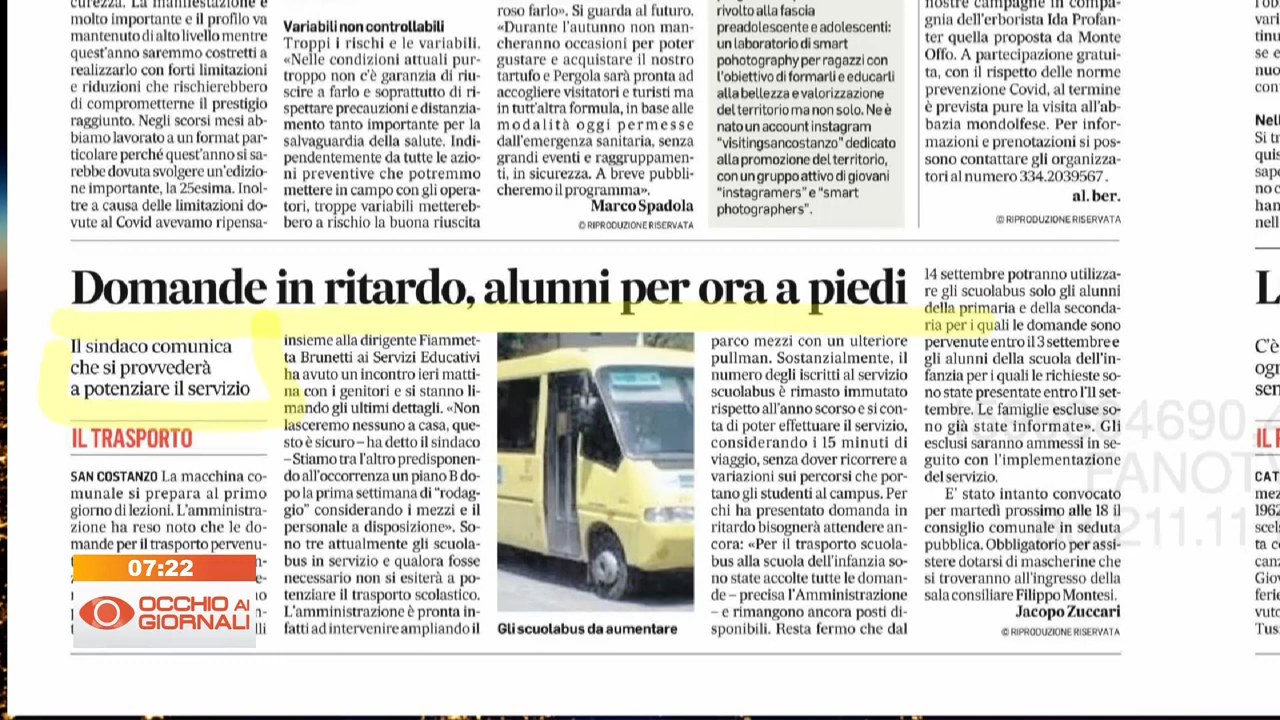 curezza. La manifestazione è
molto importante e il profilo va
mantenuto di alto livello mentre
quest'anno saremmo costretti a
realizzarlo con forti limitazioni
e riduzioni che rischierebbero
di comprometterne il prestigio
raggiunto. Negli scorsi mesi ab-
biamo lavorato a un format par-
ticolare perché quest'anno si sa-
rebbe dovuta svolgere un'edizio-
ne importante, la 25esima. Inol-
tre a causa delle limitazioni do-
vute al Covid avevamo ripensa-
Variabili non controllabili
Troppi i rischi e le variabili.
«Nelle condizioni attuali pur-
troppo non c'è garanzia di riu-
scire a farlo e soprattutto di ri-
spettare precauzioni e distanzia-
mento tanto importante per la
salvaguardia della salute. Indi-
pendentemente da tutte le azio-
ni preventive che potremmo
mettere in campo con gli opera-
tori, troppe variabili metterеb-
bero a rischio la buona riuscita
roso farlo». Si guarda al futuro.
«Durante l'autunno non man-
cheranno occasioni per poter
gustare e acquistare il nostro
tartufo e Pergola sarà pronta ad
accogliere visitatori e turisti ma
in tutt'altra formula, in base alle
modalità oggi permesse
dall'emergenza sanitaria, senza
grandi eventi e raggruppamen-
ti, in sicurezza. A breve pubbli-
cheremo il programma».
Marco Spadola
© RIPRODUZIONE RISERVATA
rivolto alla fascia
preadolescente e adolescenti:
un laboratorio di smart
pohotography per ragazzi con
l'obiettivo di formarli e educarli
alla bellezza e valorizzazione
del territorio ma non solo. Ne è
nato un account instagram
"visitingsancostanzo" dedicato
alla promozione del territorio,
con un gruppo attivo di giovani
"instagramers" e "smart
photographers".
nostre campagne in compa-
gnia dell'erborista Ida Profan-
ter quella proposta da Monte
Offo. A partecipazione gratui-
ta, con il rispetto delle norme
prevenzione Covid, al termine
è prevista pure la visita all'ab-
bazia mondolfese. Per infor-
mazioni e prenotazioni si pos-
sono contattare gli organizza-
tori al numero 334.2039567.
al.ber.
© RIPRODUZIONE RISERVATA
Domande in ritardo, alunni per ora a piedi
Il sindaco comunica
che si provvederà
a potenziare il servizio
IL TRASPORTO
SAN COSTANZO La macchina co-
munale si prepara al primo
giorno di lezioni. L'amministra-
zione ha reso noto che le do-
mande per il trasporto pervenu-
insieme alla dirigente Fiammet-
ta Brunetti ai Servizi Educativi
ha avuto un incontro ieri matti-
na con i genitori e si stanno li-
mando gli ultimi dettagli. «Non
lasceremo nessuno a casa, que-
sto è sicuro – ha detto il sindaco
– Stiamo tra l'altro predisponen-
do all'occorrenza un piano B do-
po la prima settimana di "rodag-
gio" considerando i mezzi e il
personale a disposizione». So-
no tre attualmente gli scuola-
bus in servizio e qualora fosse
necessario non si esiterà a po-
tenziare il trasporto scolastico.
L'amministrazione è pronta in-
fatti ad intervenire ampliando il
Gli scuolabus da aumentare
parco mezzi con un ulteriore
pullman. Sostanzialmente, il
numero degli iscritti al servizio
scuolabus è rimasto immutato
rispetto all'anno scorso e si con-
ta di poter effettuare il servizio,
considerando i 15 minuti di
viaggio, senza dover ricorrere a
variazioni sui percorsi che por-
tano gli studenti al campus. Per
chi ha presentato domanda in
ritardo bisognerà attendere an-
cora: «Per il trasporto scuola-
bus alla scuola dell'infanzia so-
no state accolte tutte le doman-
de – precisa l'Amministrazione
– e rimangono ancora posti di-
sponibili. Resta fermo che dal
14 settembre potranno utilizza-
re gli scuolabus solo gli alunni
della primaria e della seconda-
ria per i quali le domande sono
pervenute entro il 3 settembre e
gli alunni della scuola dell'in-
fanzia per i quali le richieste so-
no state presentate entro l'11 set-
tembre. Le famiglie escluse so-
no già state informate». Gli
esclusi saranno ammessi in se-
guito con l'implementazione
del servizio.
E' stato intanto convocato
per martedì prossimo alle 18 il
consiglio comunale in seduta
pubblica. Obbligatorio per assi-
stere dotarsi di mascherine che
si troveranno all'ingresso della
sala consiliare Filippo Montesi.
Jacopo Zuccari
© RIPRODUZIONE RISERVATA
07:22
OCCHIO AI
GIORNALI